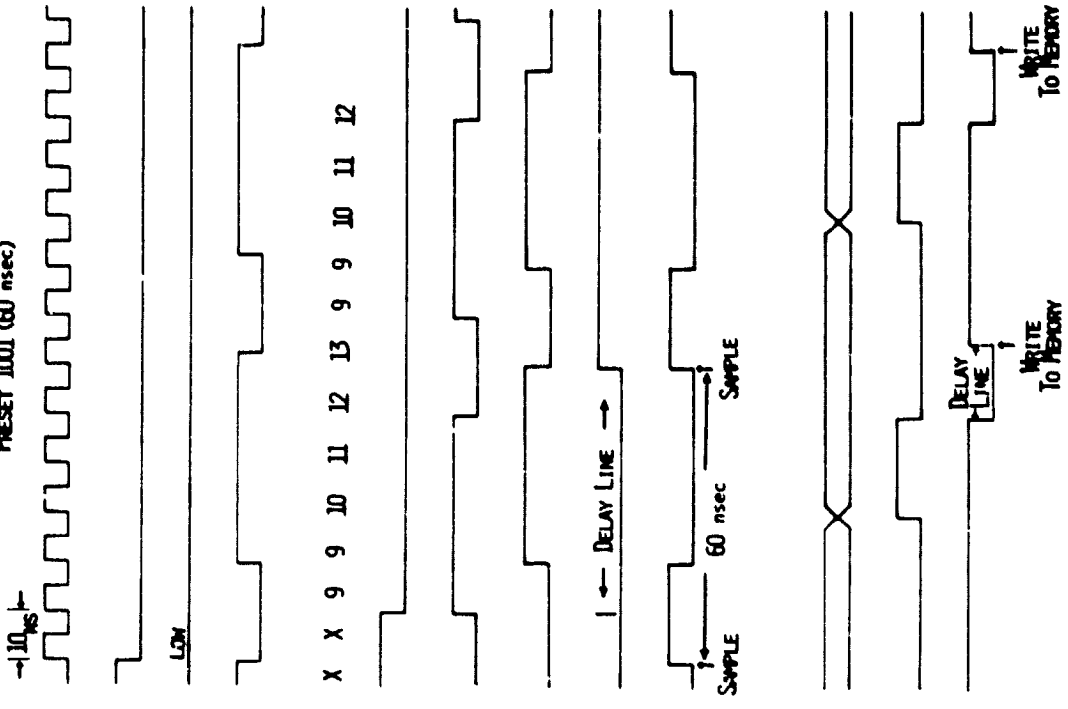 PRESET 1001 (60 nsec)
10 NS
LOW
X X 9 9 10 11 12 13 9 9 10 11 12
DELAY LINE
60 nsec
SAMPLE SAMPLE
DELAY
LINE
WRITE
TO MEMORY
WRITE
TO MEMORY